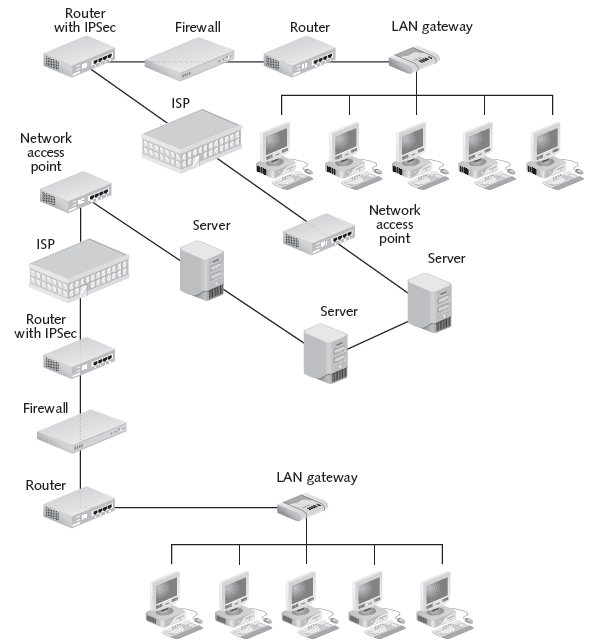 Router
with IPSec
Firewall
Router
LAN gateway
ISP
Network
access
point
Network
access
point
Server
ISP
Server
Server
Router
with IPSec
Firewall
LAN gateway
Router